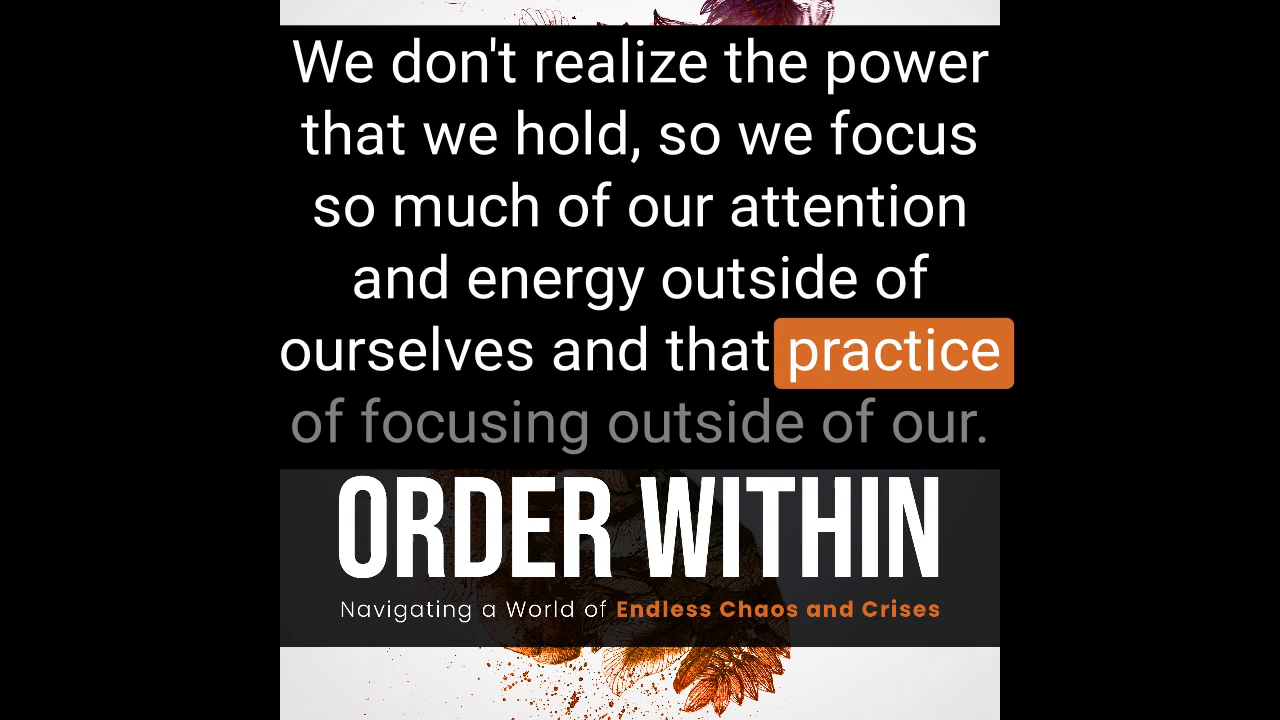 We don't realize the power
that we hold, so we focus
so much of our attention
and energy outside of
ourselves and that practice
of focusing outside of our.
ORDER WITHIN
Navigating a World of Endless Chaos and Crises